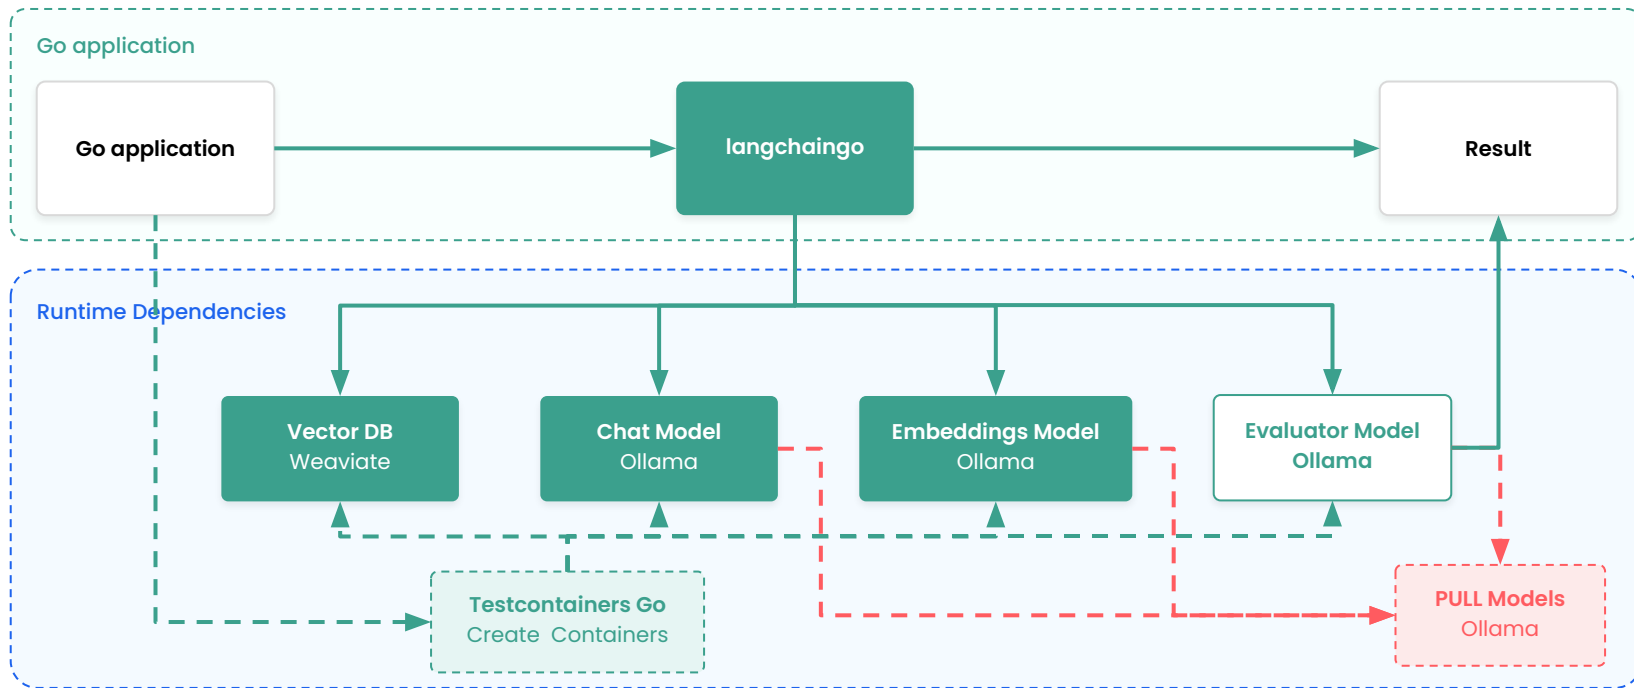 Go application
Go application
langchaingo
Result
Runtime Dependencies
Vector DB
Weaviate
Chat Model
Ollama
Embeddings Model
Ollama
Evaluator Model
Ollama
Testcontainers Go
Create  Containers
PULL Models
Ollama